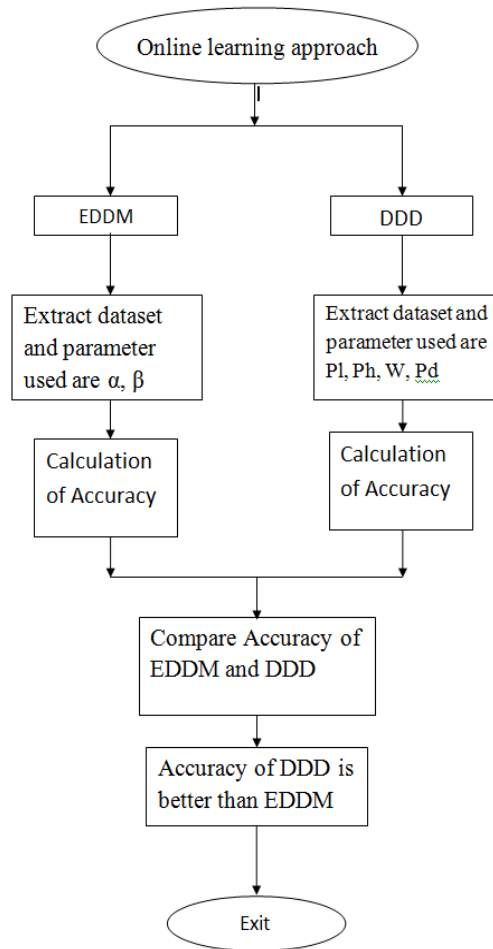 Online learning approach
EDDM
DDD
Extract dataset
and parameter
used are α, β
Extract dataset and
parameter used are
Pl, Ph, W, Pd
Calculation
of Accuracy
Calculation
of Accuracy
Compare Accuracy of
EDDM and DDD
Accuracy of DDD is
better than EDDM
Exit